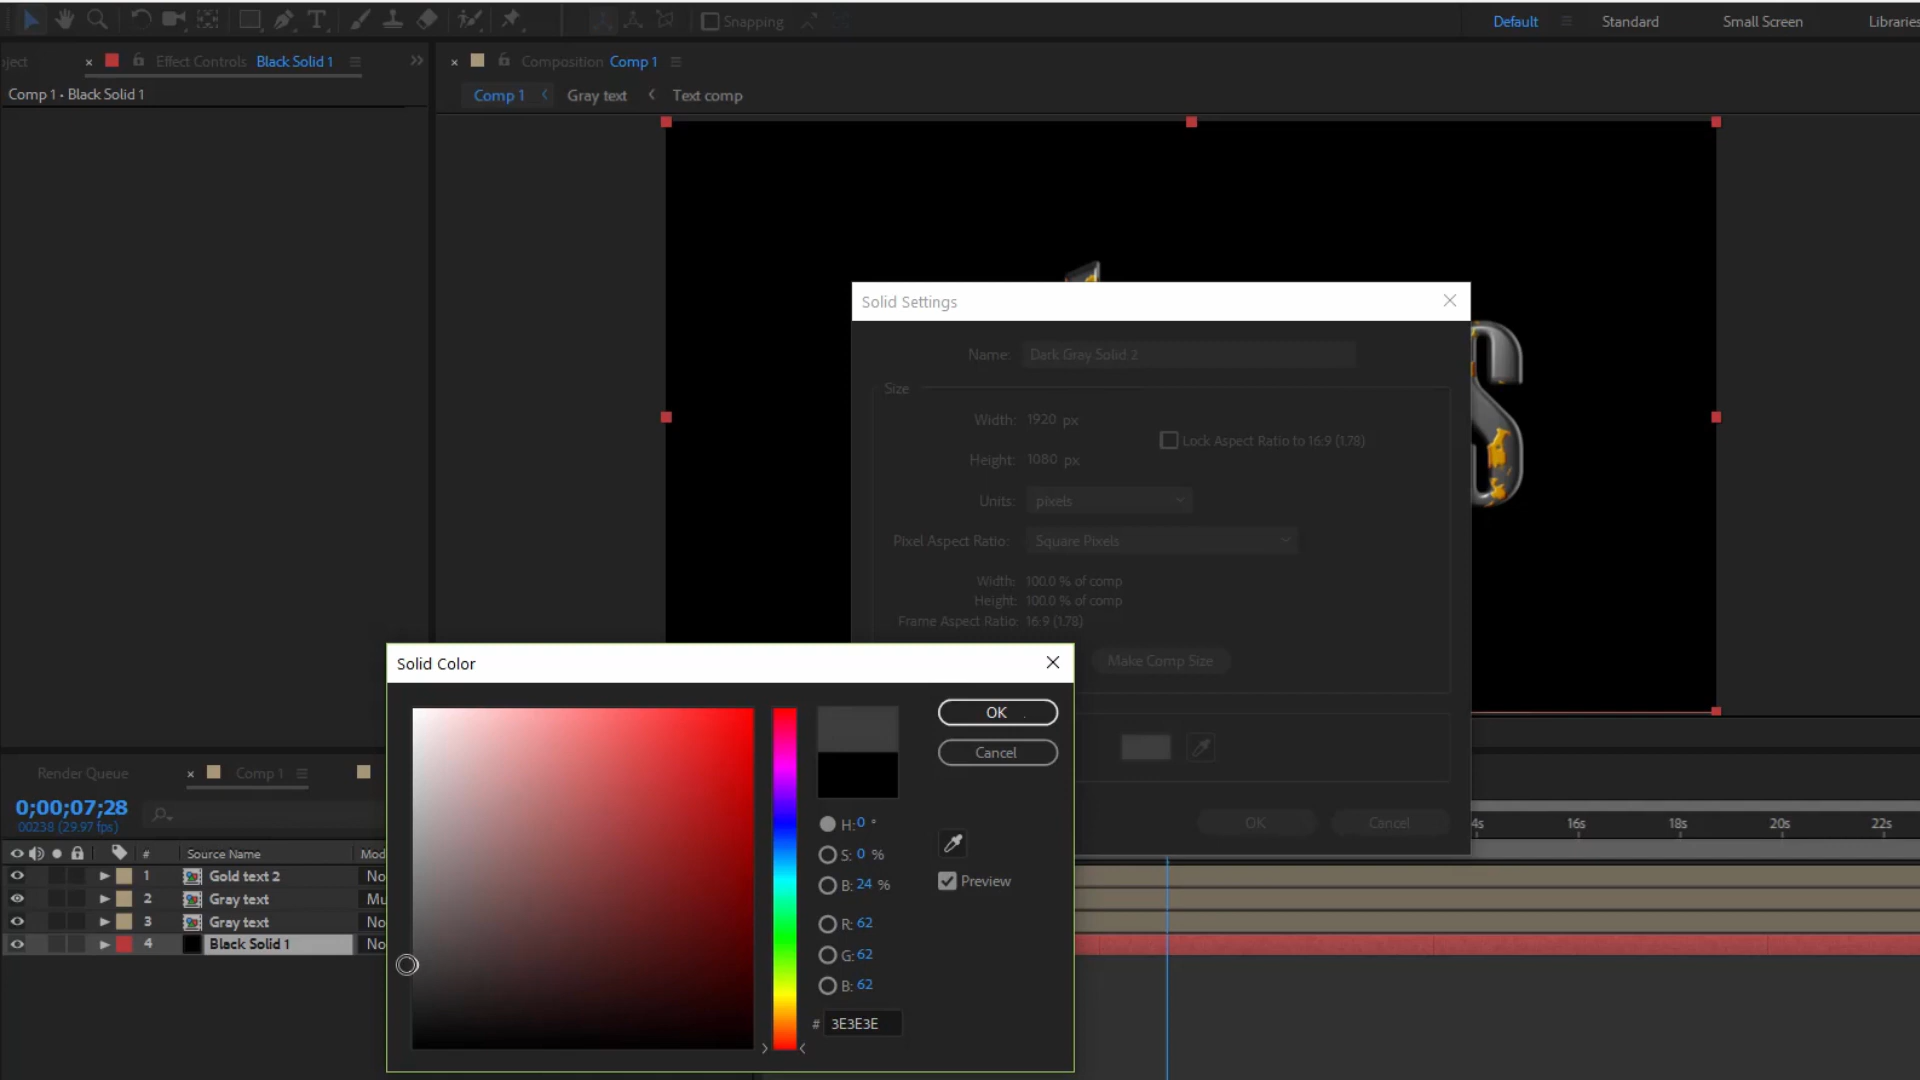 Snapping
Default
Standard
Small Screen
Libraries
ject
Effect Controls Black Solid 1
Composition Comp 1
Comp 1 • Black Solid 1
Comp 1
Gray text
Text comp
Solid Settings
Name: Dark Gray Solid 2
Size
Width: 1920 px
Lock Aspect Ratio to 16:9 (1.78)
Height: 1080 px
Units: pixels
Pixel Aspect Ratio: Square Pixels
Width: 100.0 % of comp
Height: 100.0 % of comp
Frame Aspect Ratio: 16:9 (1.78)
Make Comp Size
OK
Cancel
S
Solid Color
OK
Cancel
H: 0 °
S: 0 %
B: 24 %
Preview
R: 62
G: 62
B: 62
# 3E3E3E
Render Queue
Comp 1
0;00;07;28
00238 (29.97 fps)
4s
16s
18s
20s
22s
# Source Name Mod
1 Gold text 2 No
2 Gray text Mu
3 Gray text No
4 Black Solid 1 No